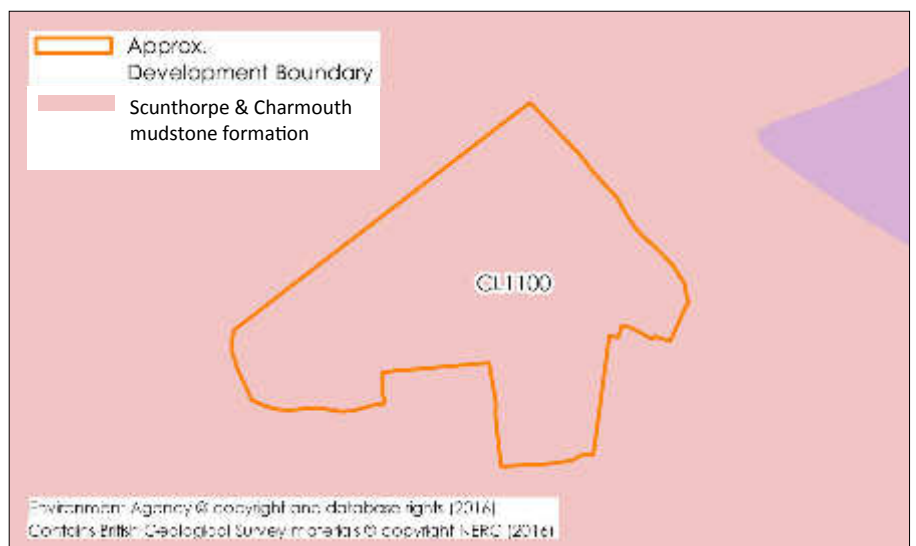 Approx.
Development Boundary
Scunthorpe & Charmouth
mudstone formation
CL1100
Environment Agency © copyright and database rights (2016)
Contains British Geological Survey materials © copyright NERC (2016)